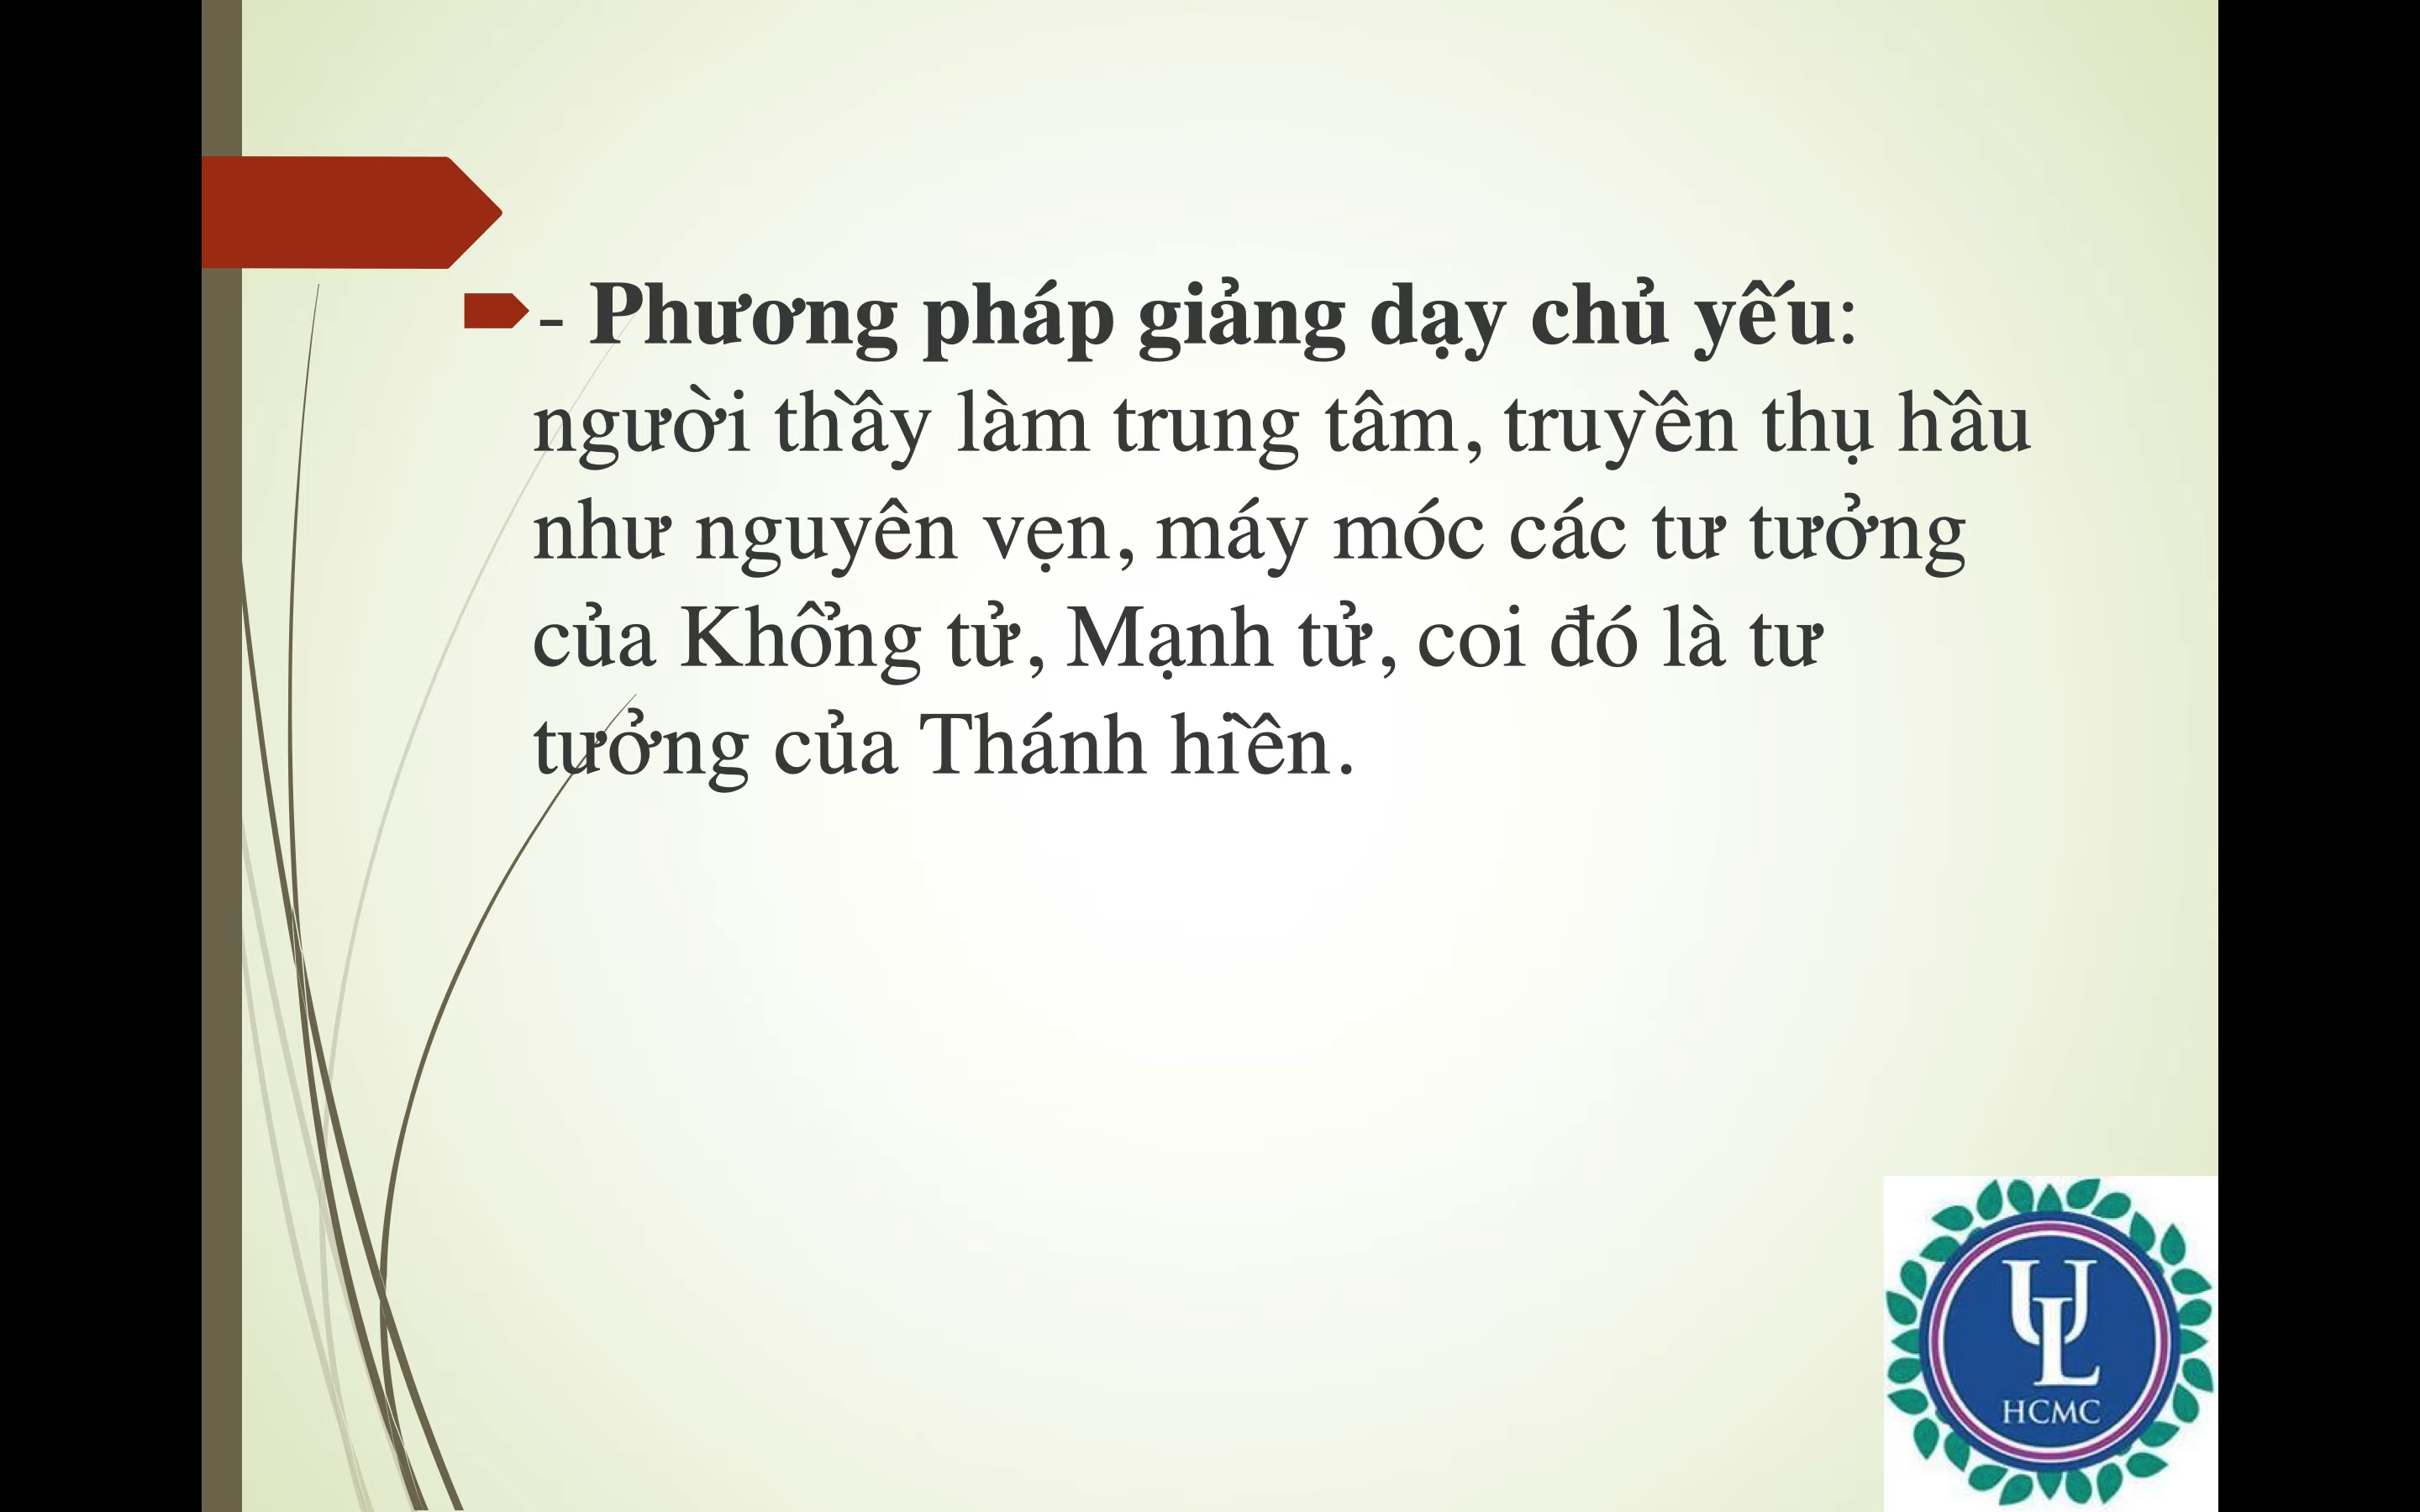 - Phương pháp giảng dạy chủ yếu:
người thầy làm trung tâm, truyền thụ hầu
như nguyên vẹn, máy móc các tư tưởng
của Khổng tử, Mạnh tử, coi đó là tư
tưởng của Thánh hiền.
UL
HCMC